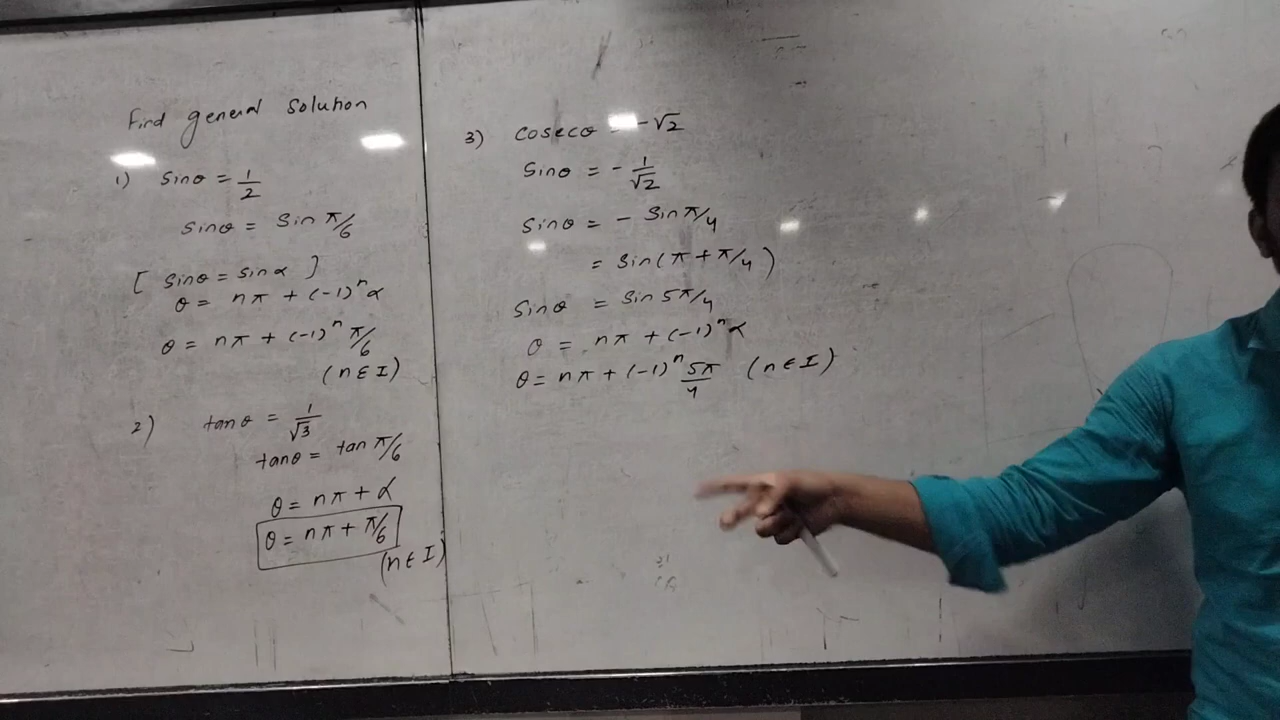 Find general solution
1) sinθ = 1/2
sinθ = sin π/6
[ sinθ = sinα ]
θ = nπ + (-1)ⁿα
θ = nπ + (-1)ⁿ π/6
(n∈I)
2) tanθ = 1/√3
tanθ = tan π/6
θ = nπ + α
θ = nπ + π/6
(n∈I)
3) cosecθ = -√2
sinθ = - 1/√2
sinθ = - sin π/4
= sin(π + π/4)
sinθ = sin 5π/4
θ = nπ + (-1)ⁿα
θ = nπ + (-1)ⁿ 5π/4 (n∈I)